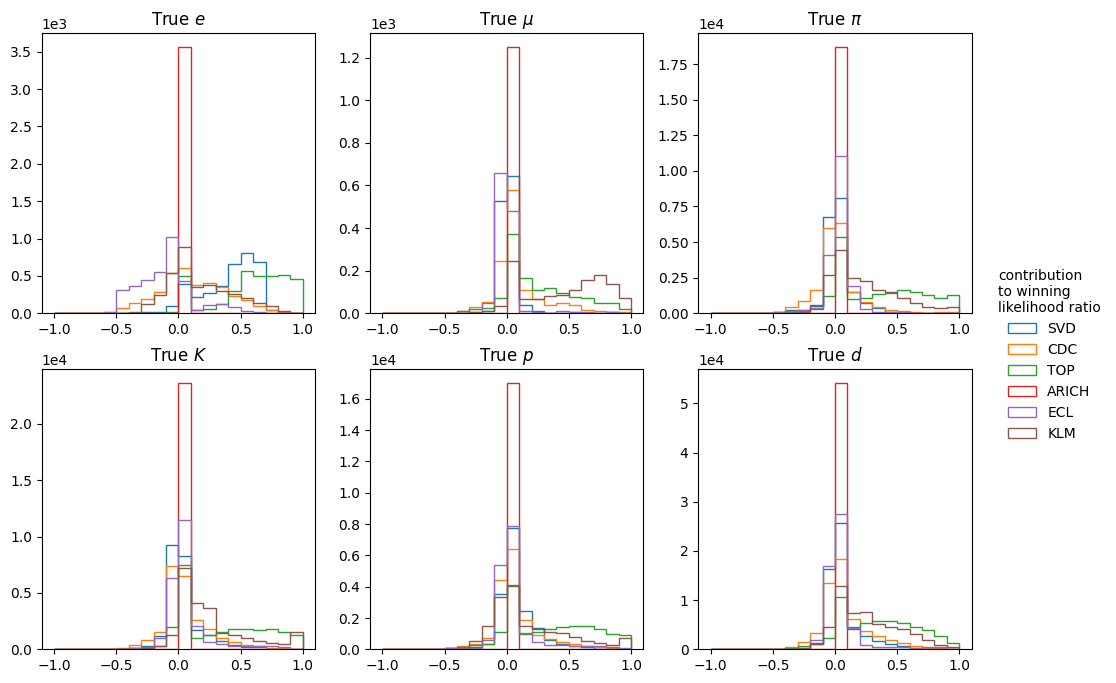 True e
True μ
True π
1e3
1e3
1e4
3.5
3.0
2.5
2.0
1.5
1.0
0.5
0.0
1.2
1.0
0.8
0.6
0.4
0.2
0.0
1.75
1.50
1.25
1.00
0.75
0.50
0.25
0.00
−1.0 −0.5 0.0 0.5 1.0
−1.0 −0.5 0.0 0.5 1.0
−1.0 −0.5 0.0 0.5 1.0
True K
True p
True d
1e4
1e4
1e4
2.0
1.5
1.0
0.5
0.0
1.6
1.4
1.2
1.0
0.8
0.6
0.4
0.2
0.0
5
4
3
2
1
0
−1.0 −0.5 0.0 0.5 1.0
−1.0 −0.5 0.0 0.5 1.0
−1.0 −0.5 0.0 0.5 1.0
contribution
to winning
likelihood ratio
SVD
CDC
TOP
ARICH
ECL
KLM